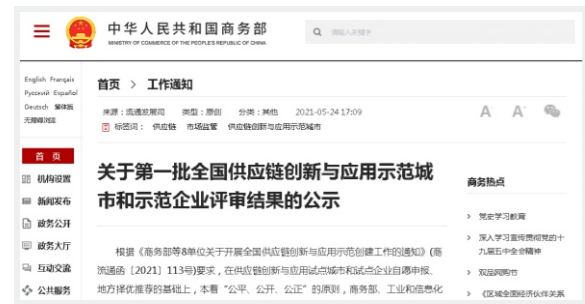 中华人民共和国商务部
MINISTRY OF COMMERCE OF THE PEOPLE'S REPUBLIC OF CHINA
请输入关键字
English Français
Русский Español
Deutsch 繁体版
无障碍浏览
首页 > 工作通知
来源：流通发展司 类型：原创 分类：其他 2021-05-24 17:09
标签词： 供应链 市场监管 供应链创新与应用示范城市
A- A+
首 页
机构设置
新闻发布
政务公开
政务大厅
互动交流
公共服务
关于第一批全国供应链创新与应用示范城
市和示范企业评审结果的公示
根据《商务部等8单位关于开展全国供应链创新与应用示范创建工作的通知》(商
流通函〔2021〕113号)要求，在供应链创新与应用试点城市和试点企业自愿申报、
地方择优推荐的基础上，本着“公平、公开、公正”的原则，商务部、工业和信息化
商务热点
> 党史学习教育
> 深入学习宣传贯彻党的十
九届五中全会精神
> 双品网购节
> 《区域全面经济伙伴关系